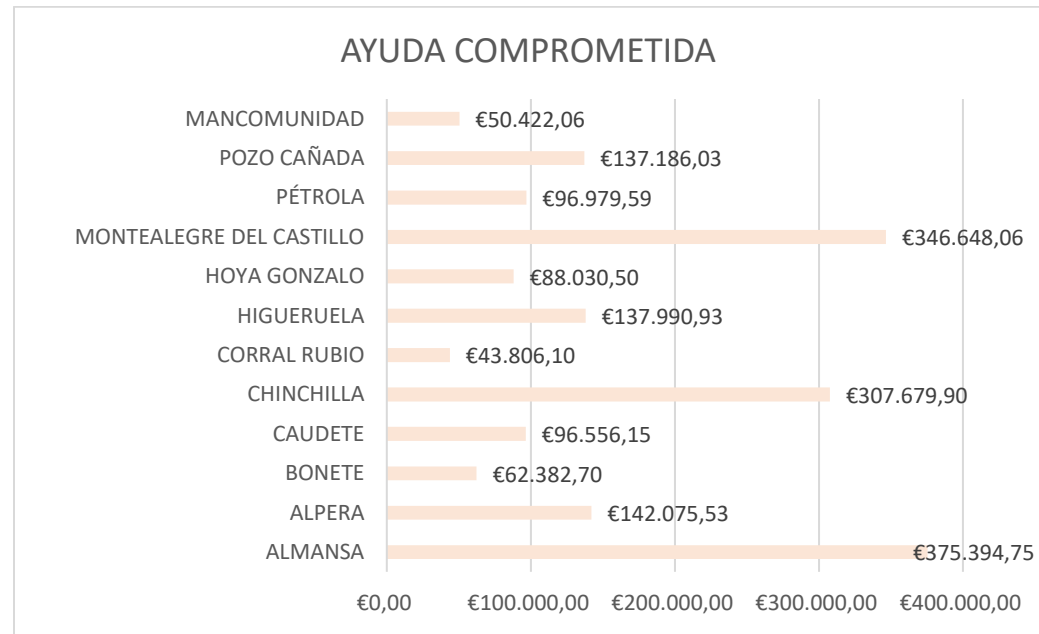 AYUDA COMPROMETIDA
MANCOMUNIDAD €50.422,06
POZO CAÑADA €137.186,03
PÉTROLA €96.979,59
MONTEALEGRE DEL CASTILLO €346.648,06
HOYA GONZALO €88.030,50
HIGUERUELA €137.990,93
CORRAL RUBIO €43.806,10
CHINCHILLA €307.679,90
CAUDETE €96.556,15
BONETE €62.382,70
ALPERA €142.075,53
ALMANSA €375.394,75
€0,00 €100.000,00 €200.000,00 €300.000,00 €400.000,00